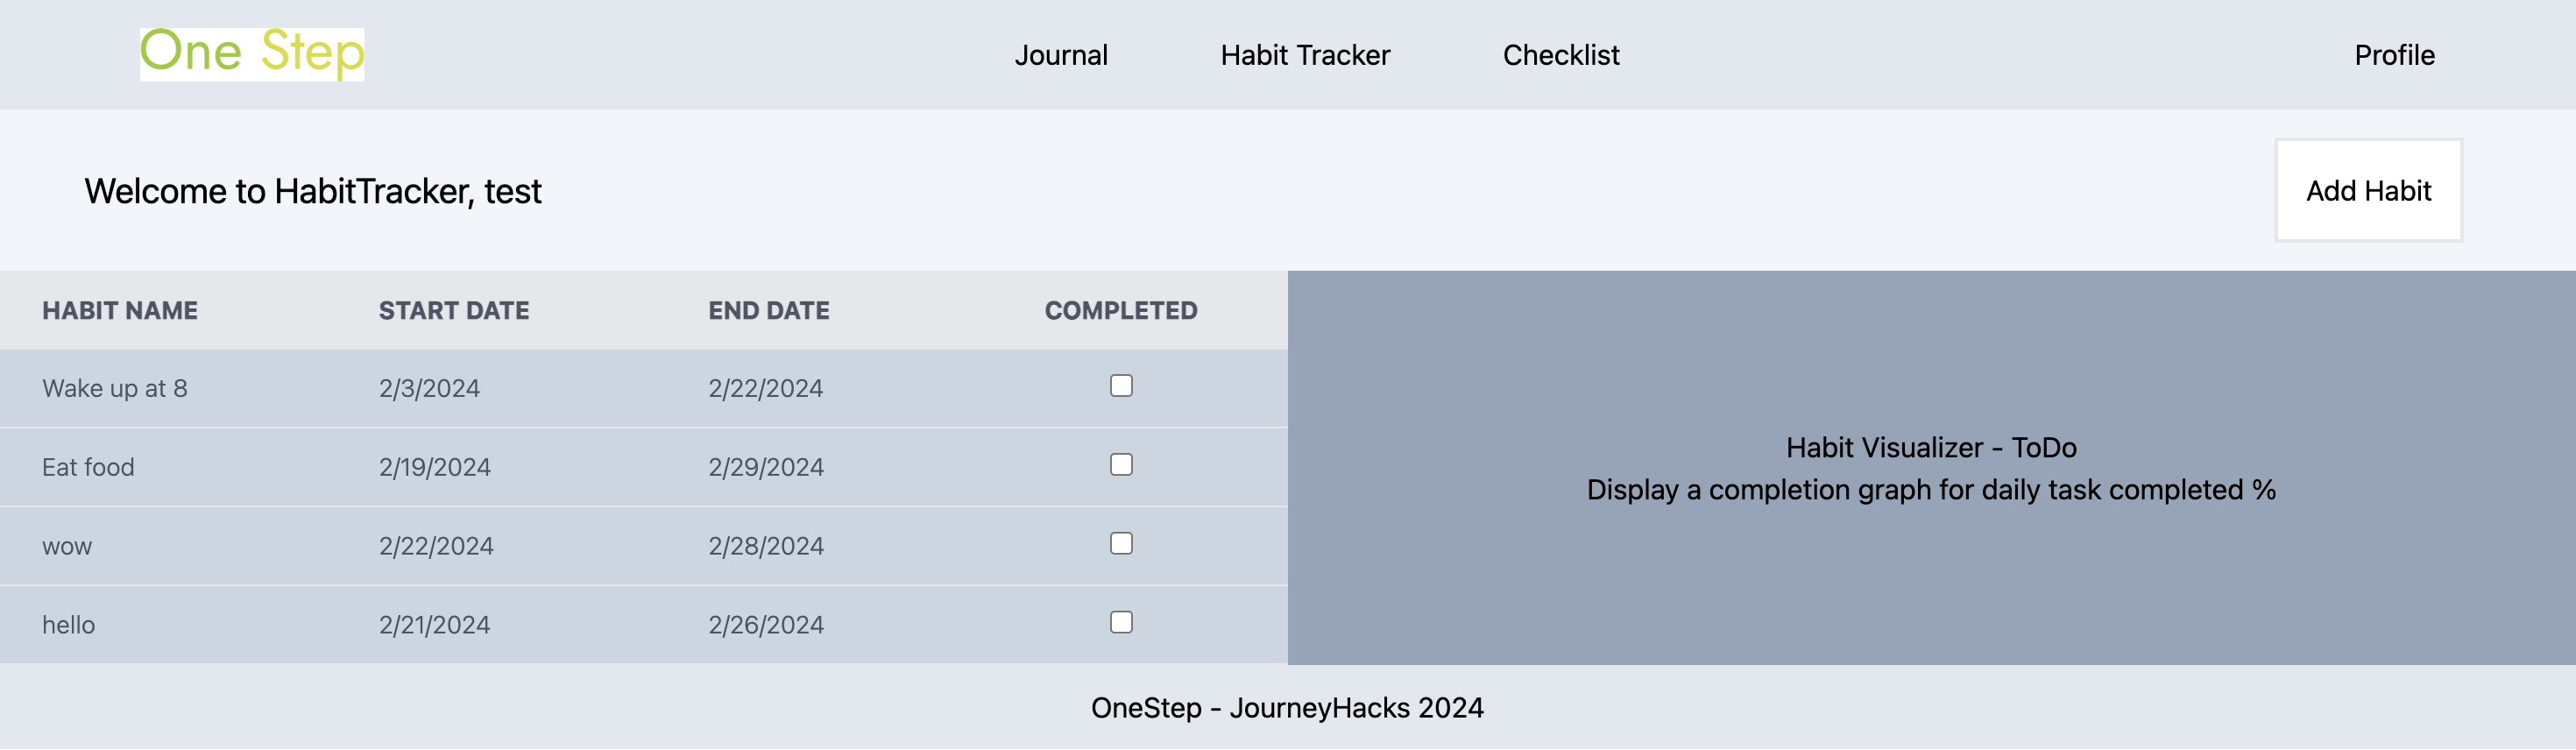 One Step
Journal Habit Tracker Checklist Profile
Welcome to HabitTracker, test
Add Habit
HABIT NAME START DATE END DATE COMPLETED
Wake up at 8 2/3/2024 2/22/2024
Eat food 2/19/2024 2/29/2024
wow 2/22/2024 2/28/2024
hello 2/21/2024 2/26/2024
Habit Visualizer - ToDo
Display a completion graph for daily task completed %
OneStep - JourneyHacks 2024